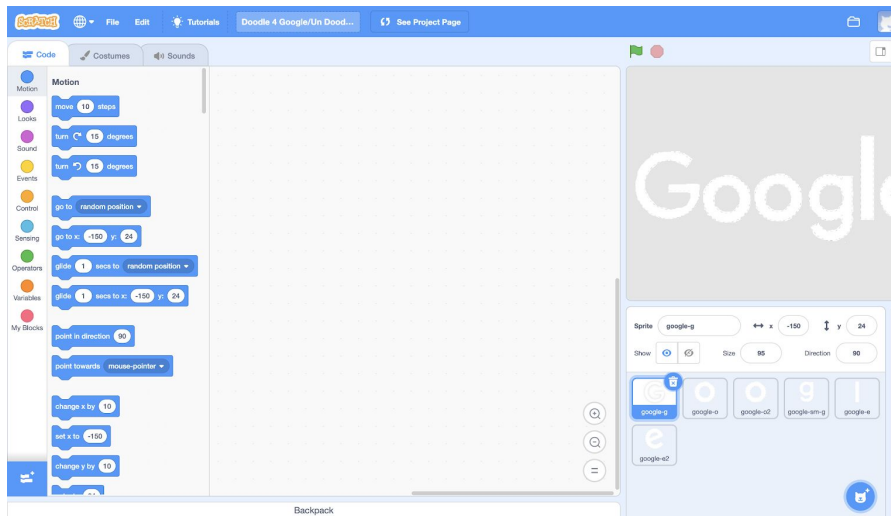 SCRATCH File Edit Tutorials Doodle 4 Google/Un Dood... See Project Page
Code Costumes Sounds
Motion
Looks
Sound
Events
Control
Sensing
Operators
Variables
My Blocks
Motion
move 10 steps
turn 15 degrees
turn 15 degrees
go to random position
go to x: -150 y: 24
glide 1 secs to random position
glide 1 secs to x: -150 y: 24
point in direction 90
point towards mouse-pointer
change x by 10
set x to -150
change y by 10
Backpack
Google
Sprite google-g x -150 y 24
Show Size 95 Direction 90
G o o g l
google-g google-o google-o2 google-sm-g google-e
e
google-e2